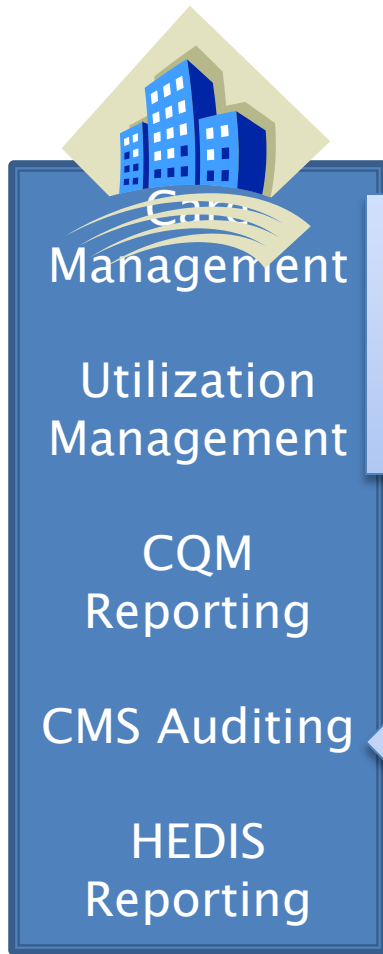 Care
Management
Utilization
Management
CQM
Reporting
CMS Auditing
HEDIS
Reporting